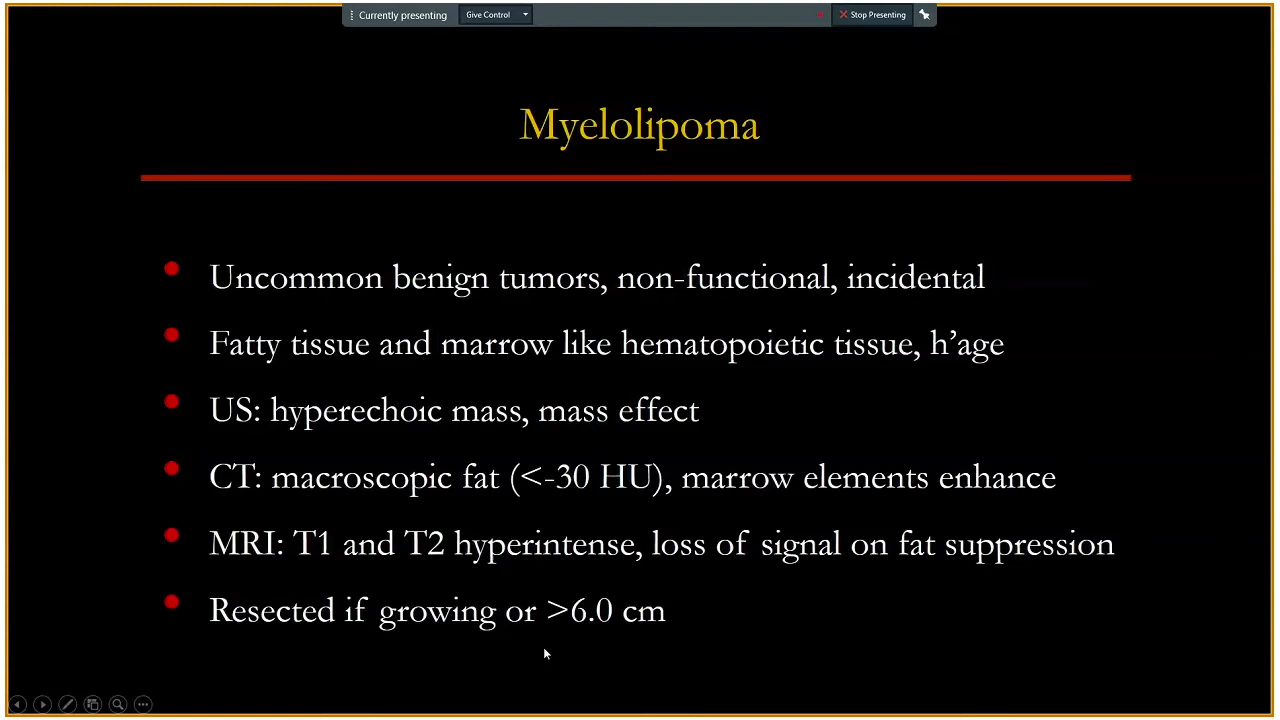 Currently presenting
Give Control
Stop Presenting
Myelolipoma
Uncommon benign tumors, non-functional, incidental
Fatty tissue and marrow like hematopoietic tissue, h’age
US: hyperechoic mass, mass effect
CT: macroscopic fat (<-30 HU), marrow elements enhance
MRI: T1 and T2 hyperintense, loss of signal on fat suppression
Resected if growing or >6.0 cm